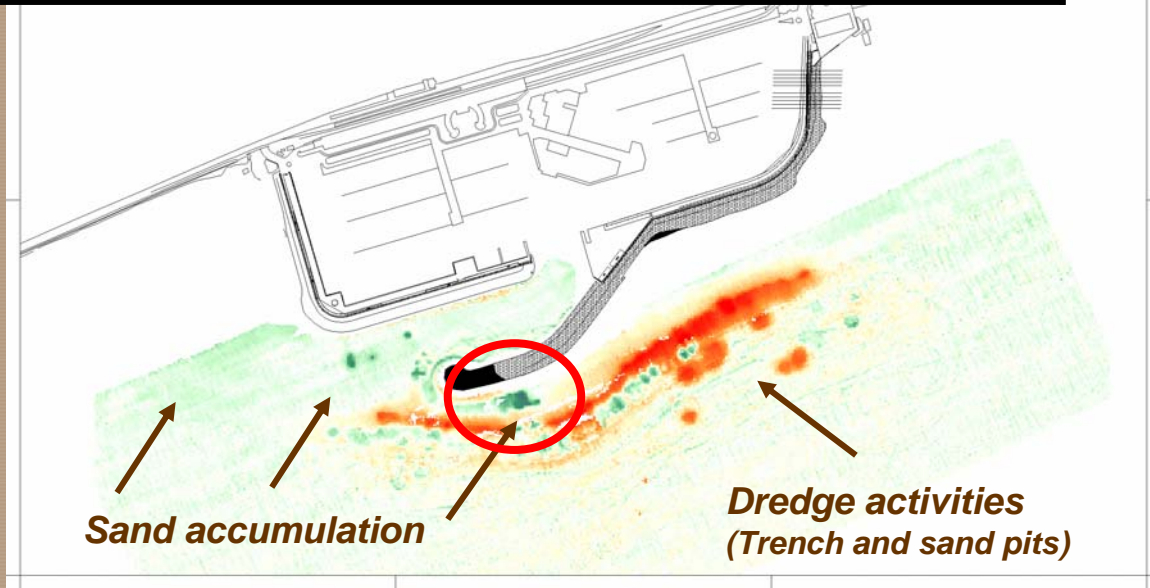 Sand accumulation
Dredge activities
(Trench and sand pits)